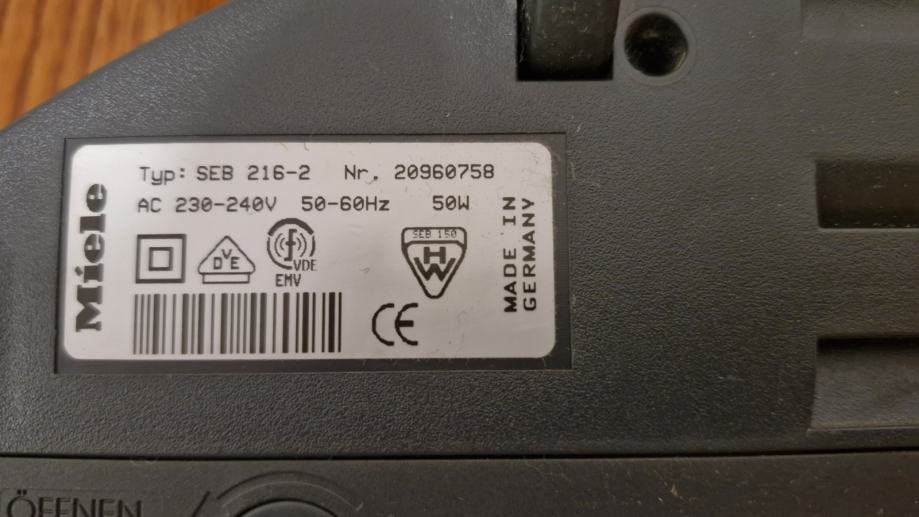 Miele
Typ: SEB 216-2 Nr. 20960758
AC 230-240V 50-60Hz 50W
DVE
VDE
EMV
SEB 150
HW
CE
MADE IN
GERMANY
ÖFFNEN